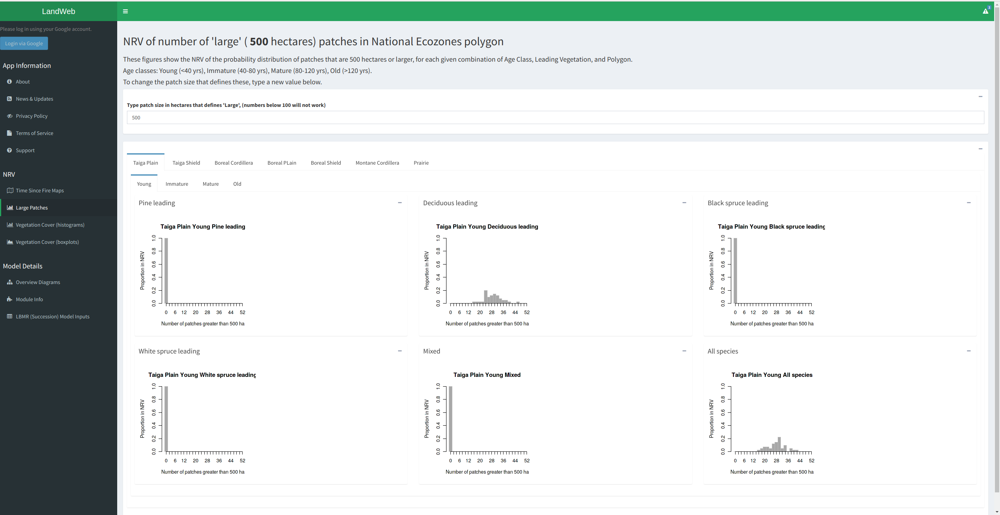 LandWeb
2
Please log in using your Google account.
Login via Google
App Information
About
News & Updates
Privacy Policy
Terms of Service
Support
NRV
Time Since Fire Maps
Large Patches
Vegetation Cover (histograms)
Vegetation Cover (boxplots)
Model Details
Overview Diagrams
Module Info
LBMR (Succession) Model Inputs
NRV of number of 'large' ( 500 hectares) patches in National Ecozones polygon
These figures show the NRV of the probability distribution of patches that are 500 hectares or larger, for each given combination of Age Class, Leading Vegetation, and Polygon.
Age classes: Young (<40 yrs), Immature (40-80 yrs), Mature (80-120 yrs), Old (>120 yrs).
To change the patch size that defines these, type a new value below.
Type patch size in hectares that defines 'Large', (numbers below 100 will not work)
500
Taiga Plain Taiga Shield Boreal Cordillera Boreal PLain Boreal Shield Montane Cordillera Prairie
Young Immature Mature Old
Pine leading
Taiga Plain Young Pine leading
Proportion in NRV
0.0 0.2 0.4 0.6 0.8 1.0
0 6 12 20 28 36 44 52
Number of patches greater than 500 ha
Deciduous leading
Taiga Plain Young Deciduous leading
Proportion in NRV
0.0 0.2 0.4 0.6 0.8 1.0
0 6 12 20 28 36 44 52
Number of patches greater than 500 ha
Black spruce leading
Taiga Plain Young Black spruce leading
Proportion in NRV
0.0 0.2 0.4 0.6 0.8 1.0
0 6 12 20 28 36 44 52
Number of patches greater than 500 ha
White spruce leading
Taiga Plain Young White spruce leading
Proportion in NRV
0.0 0.2 0.4 0.6 0.8 1.0
0 6 12 20 28 36 44 52
Number of patches greater than 500 ha
Mixed
Taiga Plain Young Mixed
Proportion in NRV
0.0 0.2 0.4 0.6 0.8 1.0
0 6 12 20 28 36 44 52
Number of patches greater than 500 ha
All species
Taiga Plain Young All species
Proportion in NRV
0.0 0.2 0.4 0.6 0.8 1.0
0 6 12 20 28 36 44 52
Number of patches greater than 500 ha